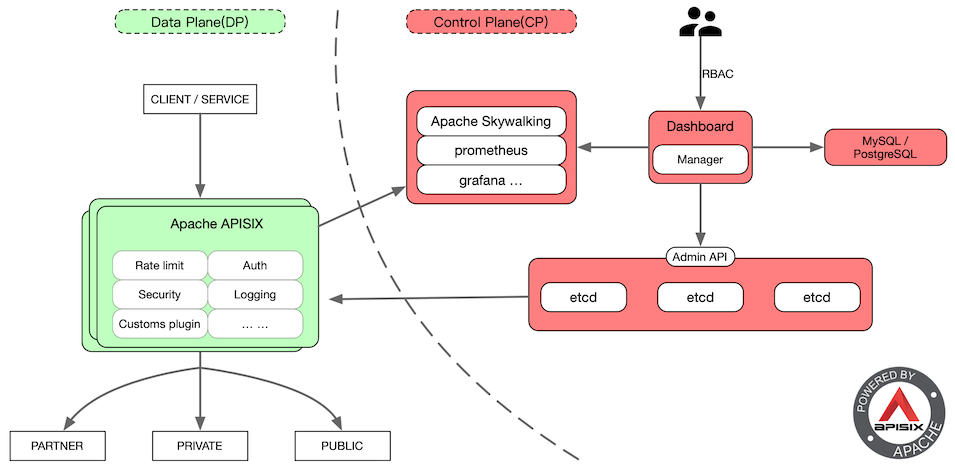 Data Plane(DP)
Control Plane(CP)
RBAC
CLIENT / SERVICE
Apache Skywalking
prometheus
grafana ...
Dashboard
Manager
MySQL /
PostgreSQL
Apache APISIX
Rate limit
Auth
Security
Logging
Customs plugin
... ...
Admin API
etcd
etcd
etcd
PARTNER
PRIVATE
PUBLIC
POWERED BY
APISIX
APACHE